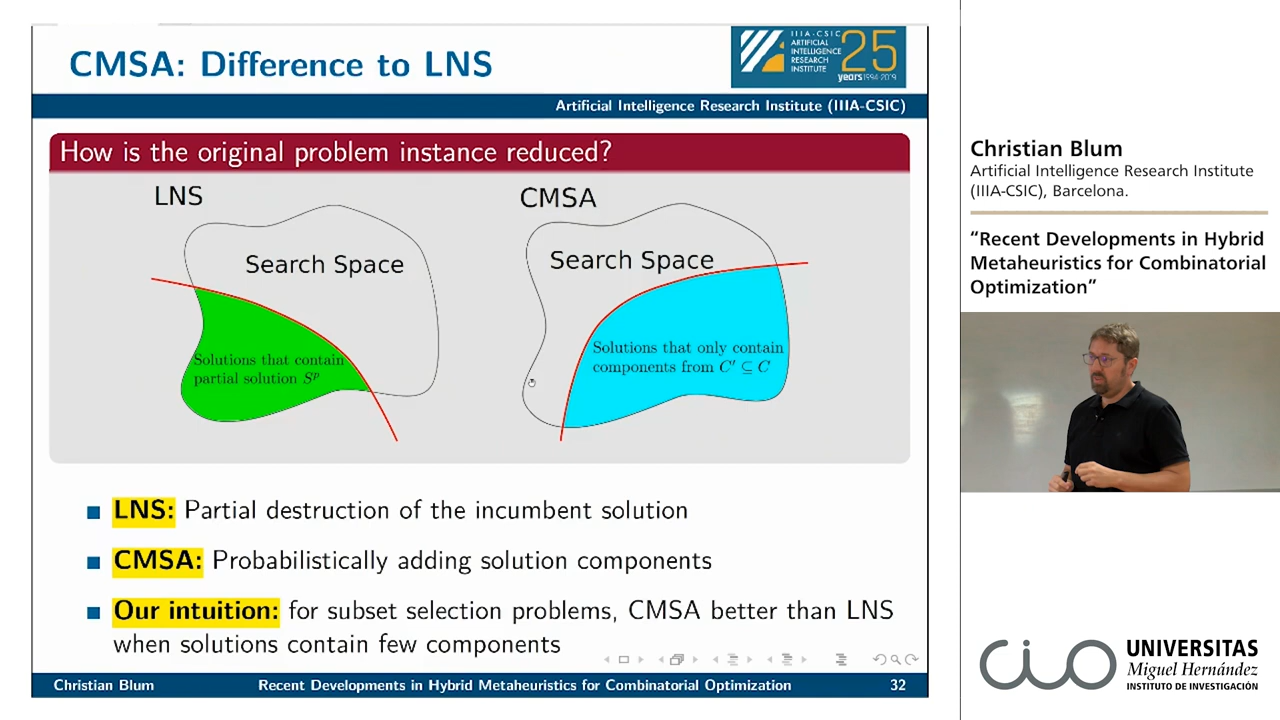 CMSA: Difference to LNS
IIIA-CSIC
ARTIFICIAL
INTELLIGENCE
RESEARCH
INSTITUTE
25
years 1994-2019
Artificial Intelligence Research Institute (IIIA-CSIC)
How is the original problem instance reduced?
LNS
Search Space
Solutions that contain
partial solution Sᵖ
CMSA
Search Space
Solutions that only contain
components from C′ ⊆ C
LNS: Partial destruction of the incumbent solution
CMSA: Probabilistically adding solution components
Our intuition: for subset selection problems, CMSA better than LNS
when solutions contain few components
Christian Blum Recent Developments in Hybrid Metaheuristics for Combinatorial Optimization 32
Christian Blum
Artificial Intelligence Research Institute
(IIIA-CSIC), Barcelona.
“Recent Developments in Hybrid
Metaheuristics for Combinatorial
Optimization”
cio
UNIVERSITAS
Miguel Hernández
INSTITUTO DE INVESTIGACIÓN